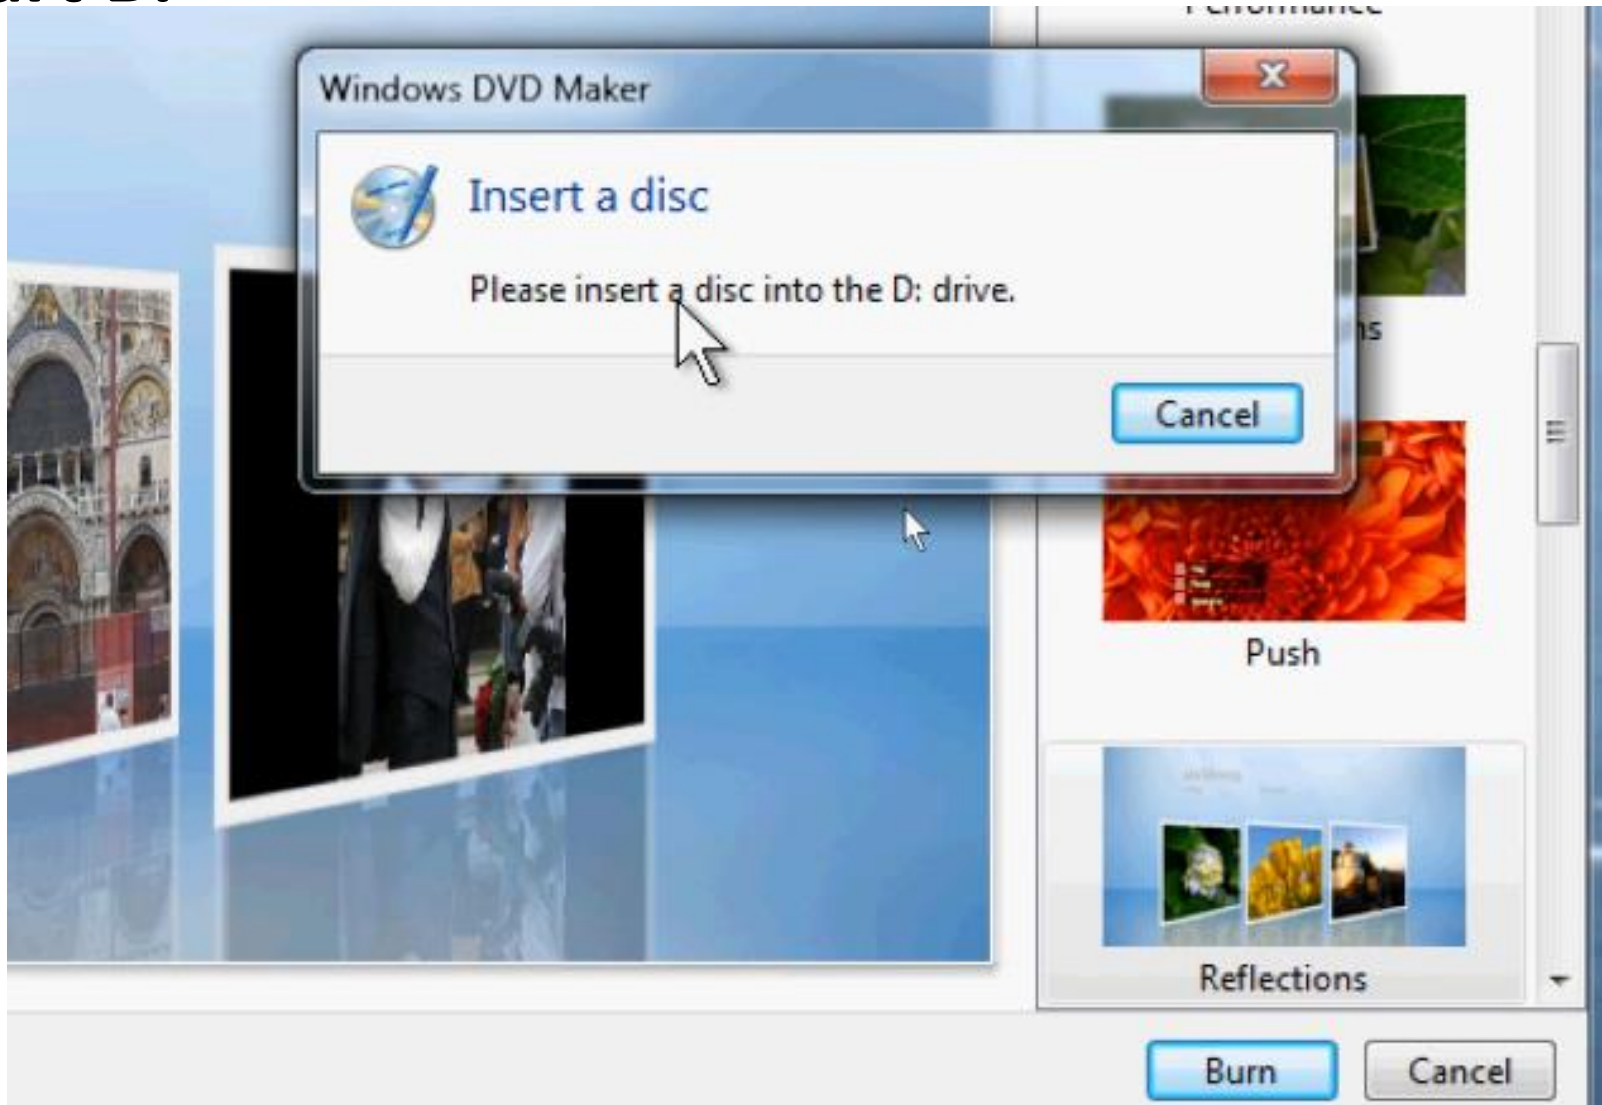 Windows DVD Maker
Insert a disc
Please insert a disc into the D: drive.
Cancel
Push
Reflections
Burn
Cancel